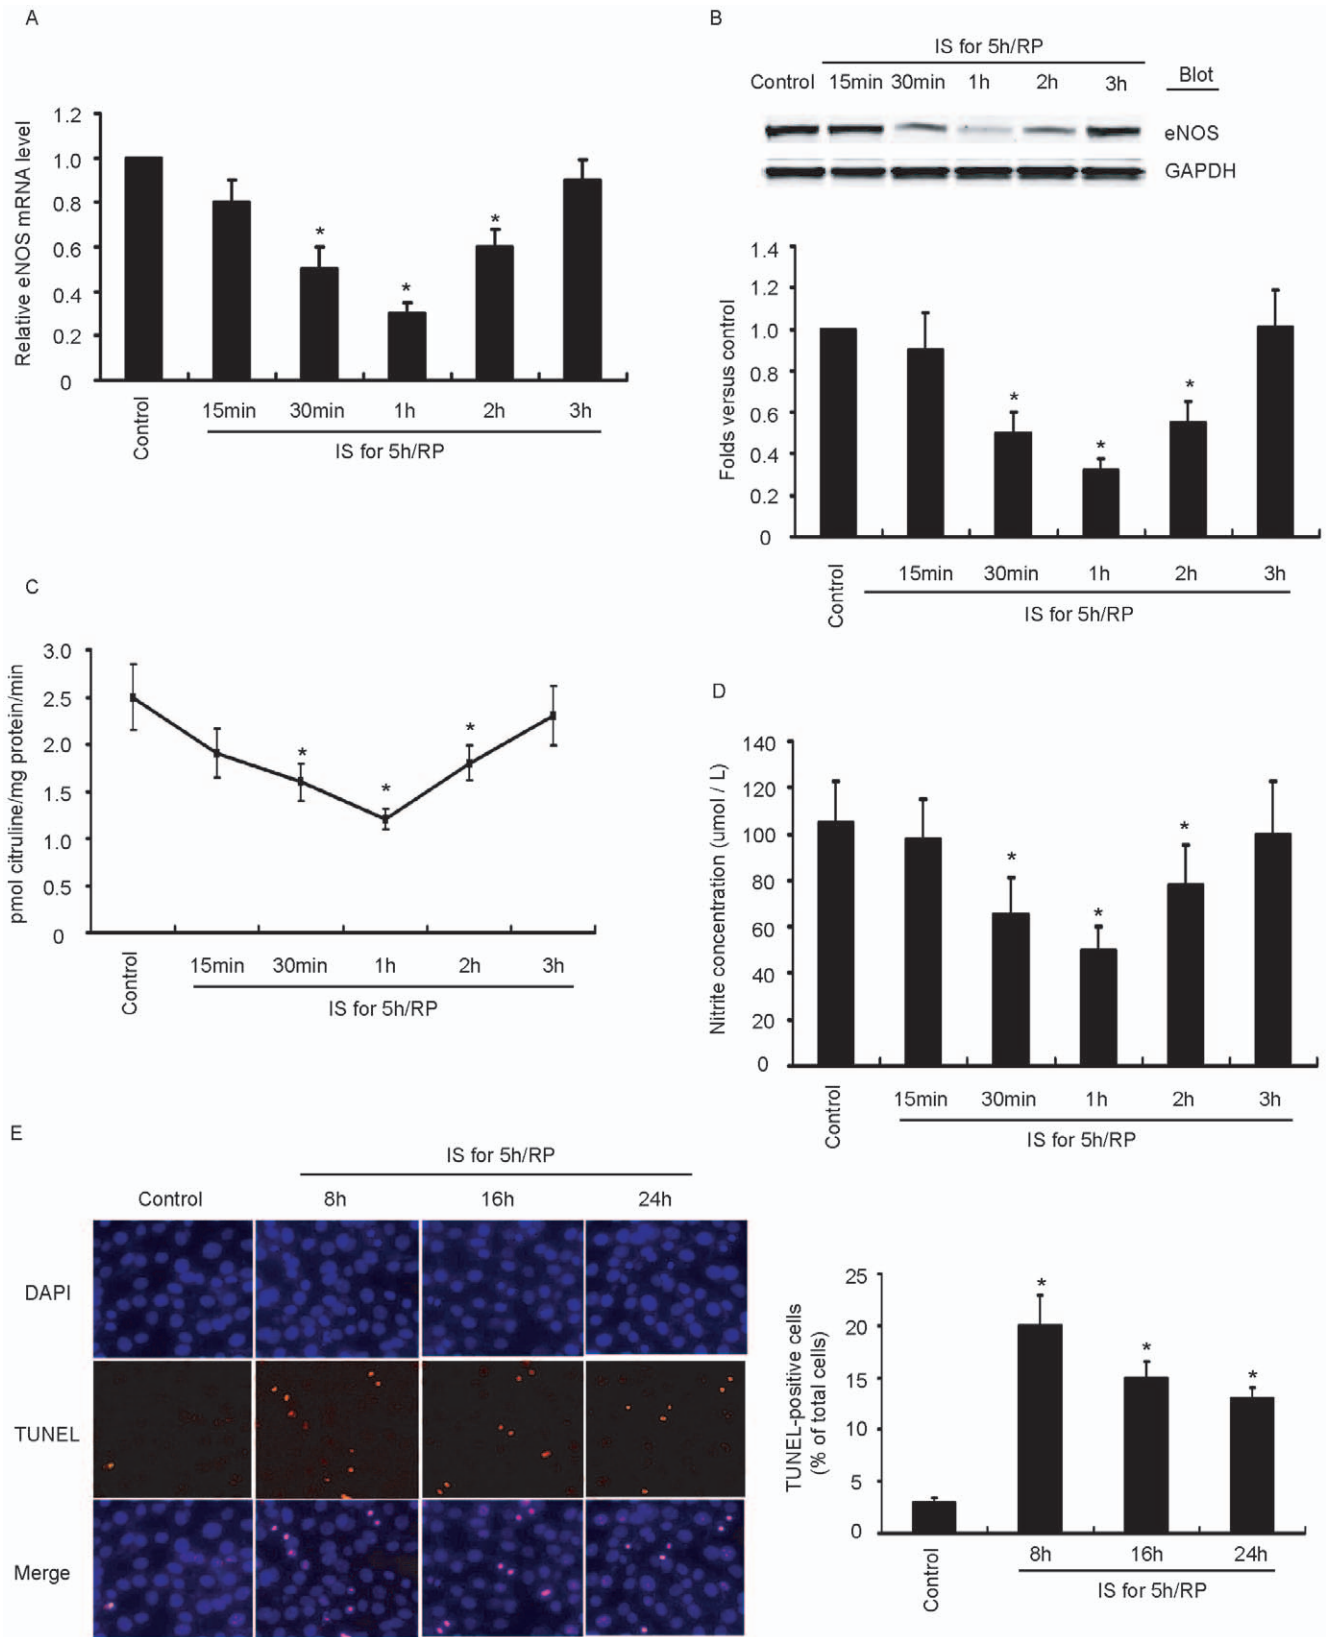 A
Relative eNOS mRNA level
1.2
1.0
0.8
0.6
0.4
0.2
0
*
*
*
Control
15min 30min 1h 2h 3h
IS for 5h/RP
B
IS for 5h/RP
Control 15min 30min 1h 2h 3h Blot
eNOS
GAPDH
Folds versus control
1.4
1.2
1.0
0.8
0.6
0.4
0.2
0
*
*
*
Control
15min 30min 1h 2h 3h
IS for 5h/RP
C
pmol citruline/mg protein/min
3.0
2.5
2.0
1.5
1.0
0.5
0
*
*
*
Control
15min 30min 1h 2h 3h
IS for 5h/RP
D
Nitrite concentration (umol / L)
140
120
100
80
60
40
20
0
*
*
*
Control
15min 30min 1h 2h 3h
IS for 5h/RP
E
IS for 5h/RP
Control 8h 16h 24h
DAPI
TUNEL
Merge
TUNEL-positive cells
(% of total cells)
25
20
15
10
5
0
*
*
*
Control
8h 16h 24h
IS for 5h/RP